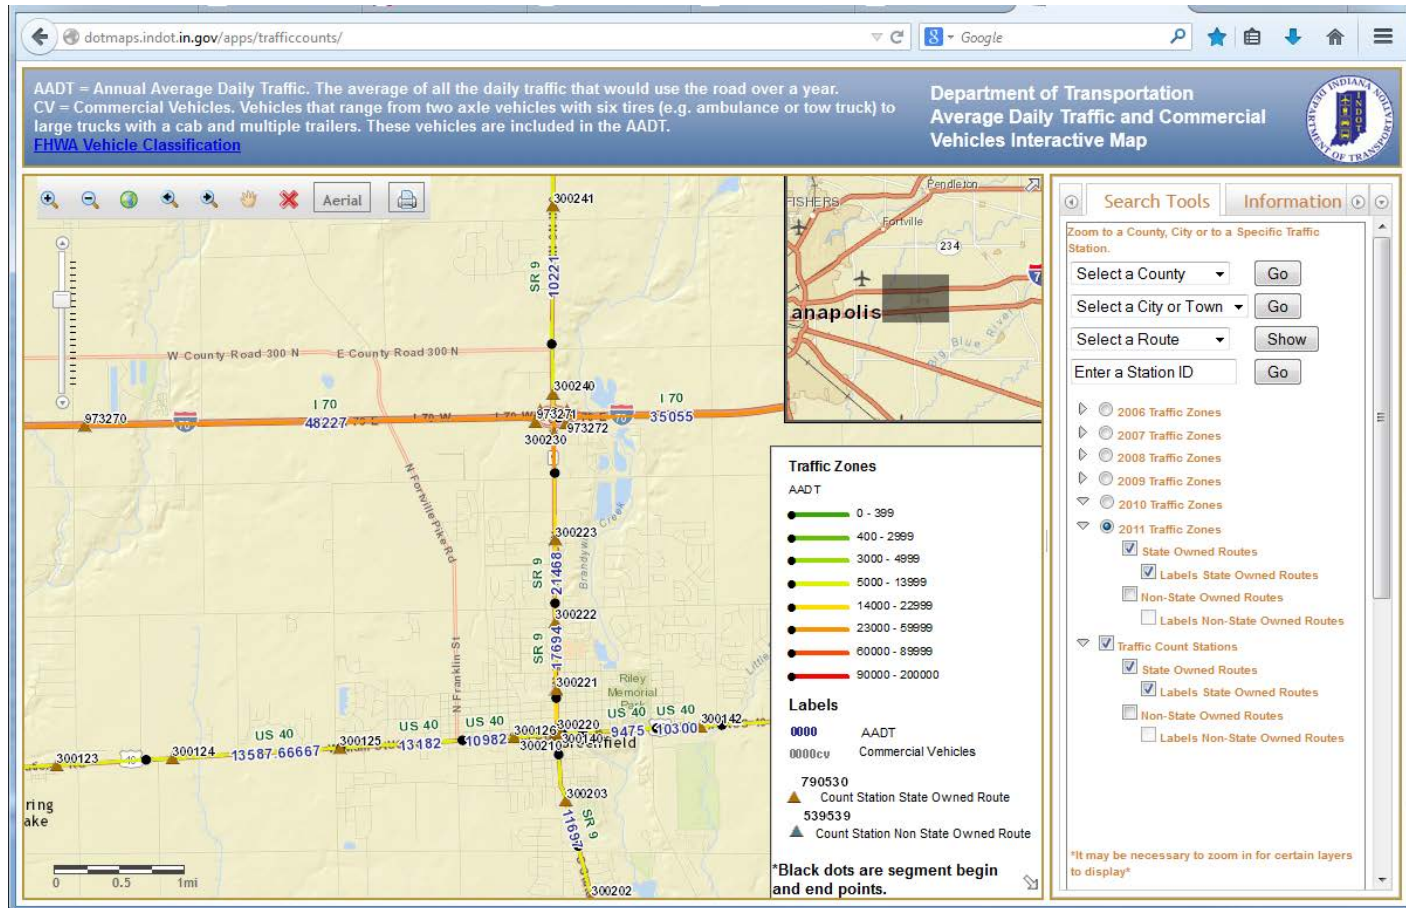 dotmaps.indot.in.gov/apps/trafficcounts/
Google
AADT = Annual Average Daily Traffic. The average of all the daily traffic that would use the road over a year.
CV = Commercial Vehicles. Vehicles that range from two axle vehicles with six tires (e.g. ambulance or tow truck) to
large trucks with a cab and multiple trailers. These vehicles are included in the AADT.
FHWA Vehicle Classification
Department of Transportation
Average Daily Traffic and Commercial
Vehicles Interactive Map
INDIANA DEPARTMENT OF TRANSPORTATION
INDOT
Aerial
300241
SR 9
10221
W County Road 300 N
E County Road 300 N
300240
I 70
I 70
973270
48227
I 70 W
973271
35055
973272
300230
N Fortville Pike Rd
300223
SR 9
21468
Brandywine Creek
300222
SR 9
17694
N Franklin St
300221
Riley
Memorial
Park
US 40
US 40
US 40
US 40
US 40
300123
300124
13587.66667
300125
13182
10982
300126
300220
300210
300140
9475
10300
300142
300203
11697
SR 9
300202
0
0.5
1mi
Pendleton
FISHERS
Fortville
234
7
anapolis
Big Blue River
Traffic Zones
AADT
0 - 399
400 - 2999
3000 - 4999
5000 - 13999
14000 - 22999
23000 - 59999
60000 - 89999
90000 - 200000
Labels
0000 AADT
0000cv Commercial Vehicles
790530
Count Station State Owned Route
539539
Count Station Non State Owned Route
*Black dots are segment begin
and end points.
Search Tools
Information
Zoom to a County, City or to a Specific Traffic
Station.
Select a County Go
Select a City or Town Go
Select a Route Show
Enter a Station ID Go
2006 Traffic Zones
2007 Traffic Zones
2008 Traffic Zones
2009 Traffic Zones
2010 Traffic Zones
2011 Traffic Zones
State Owned Routes
Labels State Owned Routes
Non-State Owned Routes
Labels Non-State Owned Routes
Traffic Count Stations
State Owned Routes
Labels State Owned Routes
Non-State Owned Routes
Labels Non-State Owned Routes
*It may be necessary to zoom in for certain layers
to display*